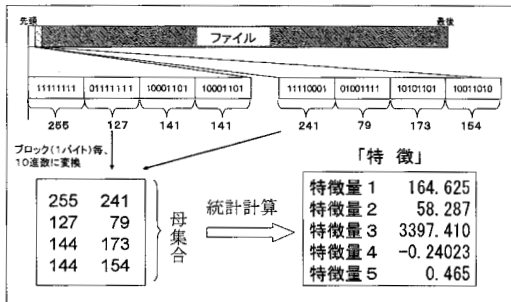 先頭 最後
ファイル
11111111 01111111 10001101 10001101 11110001 01001111 10101101 10011010
255 127 141 141 241 79 173 154
ブロック(1バイト)毎、
10進数に変換
「特 徴」
255 241
127 79
144 173
144 154
母集合
統計計算
特徴量1 164.625
特徴量2 58.287
特徴量3 3397.410
特徴量4 -0.24023
特徴量5 0.465